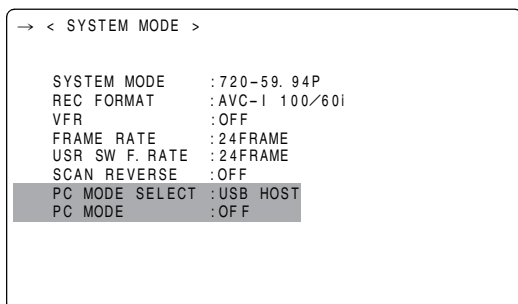 → < SYSTEM MODE >
SYSTEM MODE :720-59.94P
REC FORMAT :AVC-I 100/60i
VFR :OFF
FRAME RATE :24FRAME
USR SW F.RATE :24FRAME
SCAN REVERSE :OFF
PC MODE SELECT :USB HOST
PC MODE :OFF